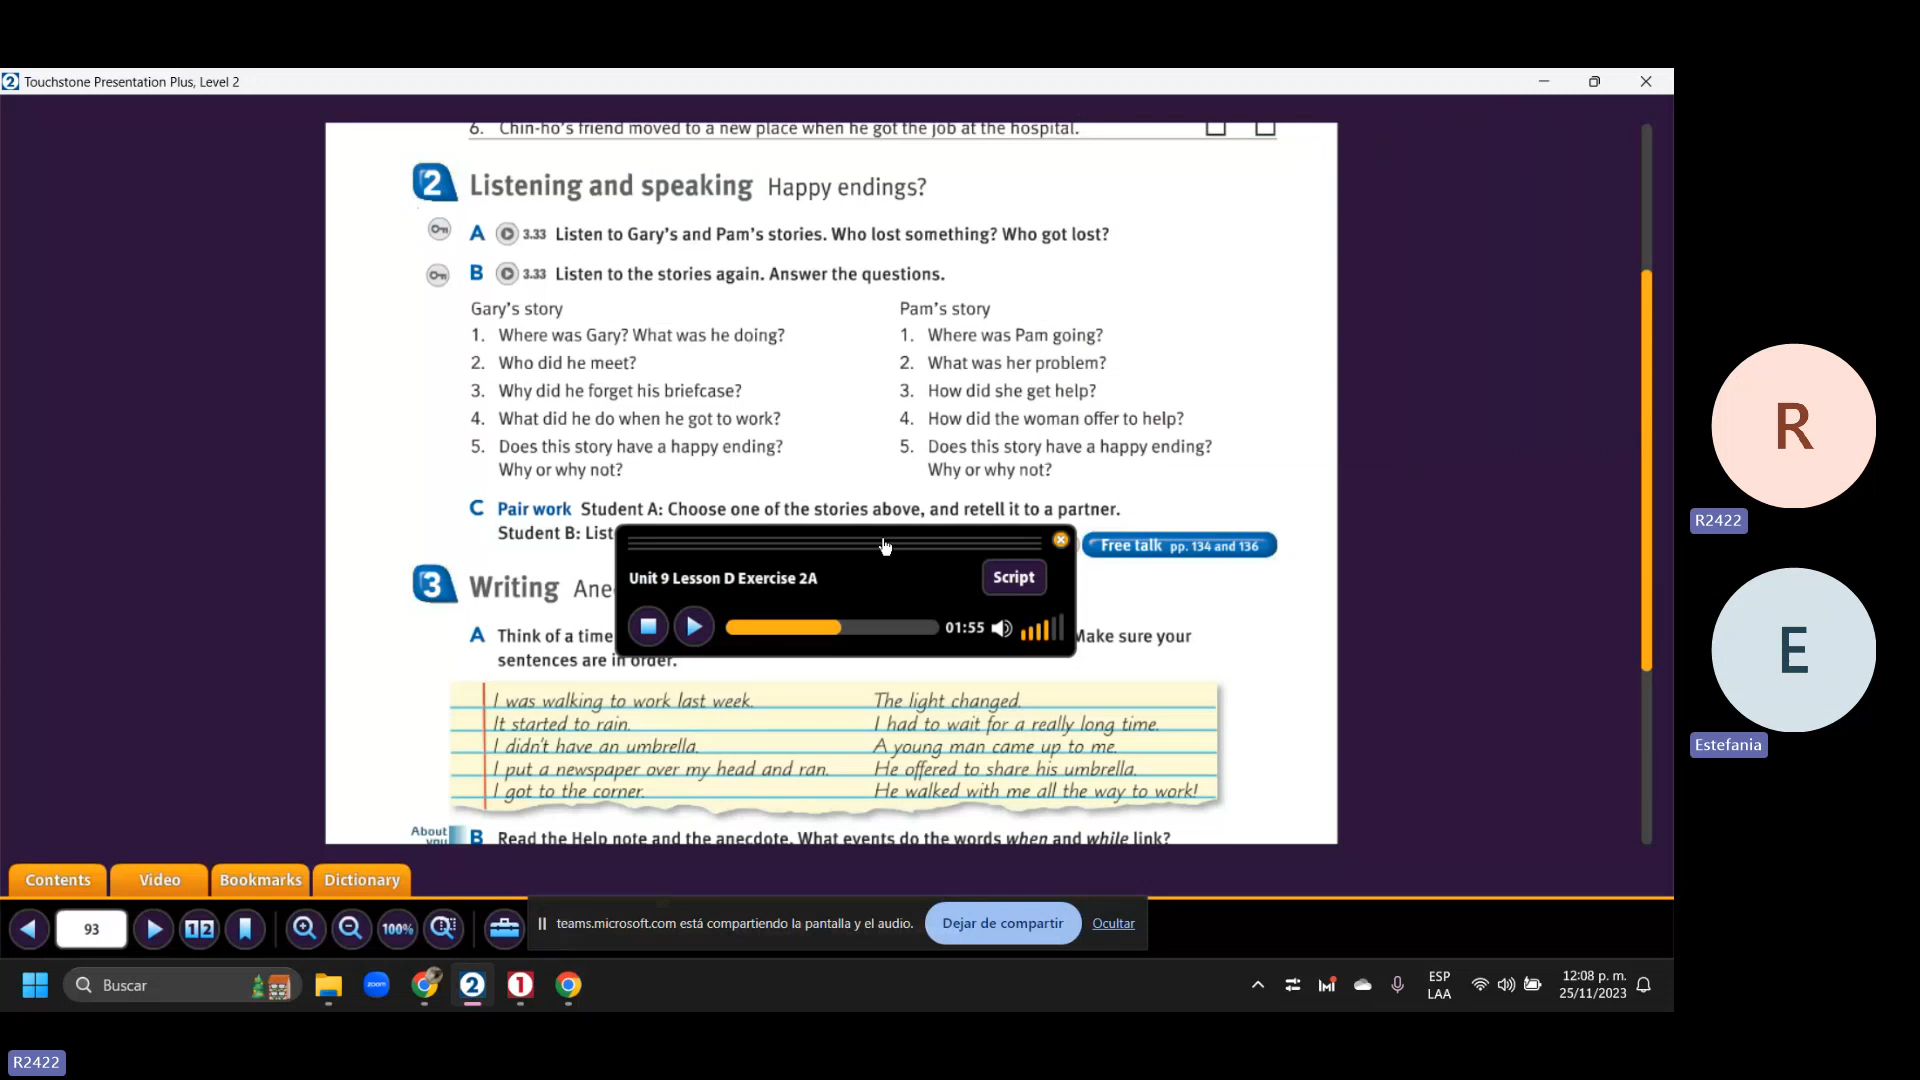 2 Touchstone Presentation Plus, Level 2
6. Chin-ho's friend moved to a new place when he got the job at the hospital.
2 Listening and speaking Happy endings?
A 3.33 Listen to Gary's and Pam's stories. Who lost something? Who got lost?
B 3.33 Listen to the stories again. Answer the questions.
Gary's story
1. Where was Gary? What was he doing?
2. Who did he meet?
3. Why did he forget his briefcase?
4. What did he do when he got to work?
5. Does this story have a happy ending?
Why or why not?
Pam's story
1. Where was Pam going?
2. What was her problem?
3. How did she get help?
4. How did the woman offer to help?
5. Does this story have a happy ending?
Why or why not?
C Pair work Student A: Choose one of the stories above, and retell it to a partner.
Student B: List
Free talk pp. 134 and 136
Unit 9 Lesson D Exercise 2A
Script
01:55
3 Writing Ane
A Think of a time Make sure your
sentences are in order.
I was walking to work last week.
It started to rain.
I didn't have an umbrella.
I put a newspaper over my head and ran.
I got to the corner.
The light changed.
I had to wait for a really long time.
A young man came up to me.
He offered to share his umbrella.
He walked with me all the way to work!
About
you
B Read the Help note and the anecdote. What events do the words when and while link?
Contents Video Bookmarks Dictionary
93 12 100%
teams.microsoft.com está compartiendo la pantalla y el audio. Dejar de compartir Ocultar
Buscar
zoom
2
1
ESP
LAA
12:08 p. m.
25/11/2023
R
R2422
E
Estefania
R2422